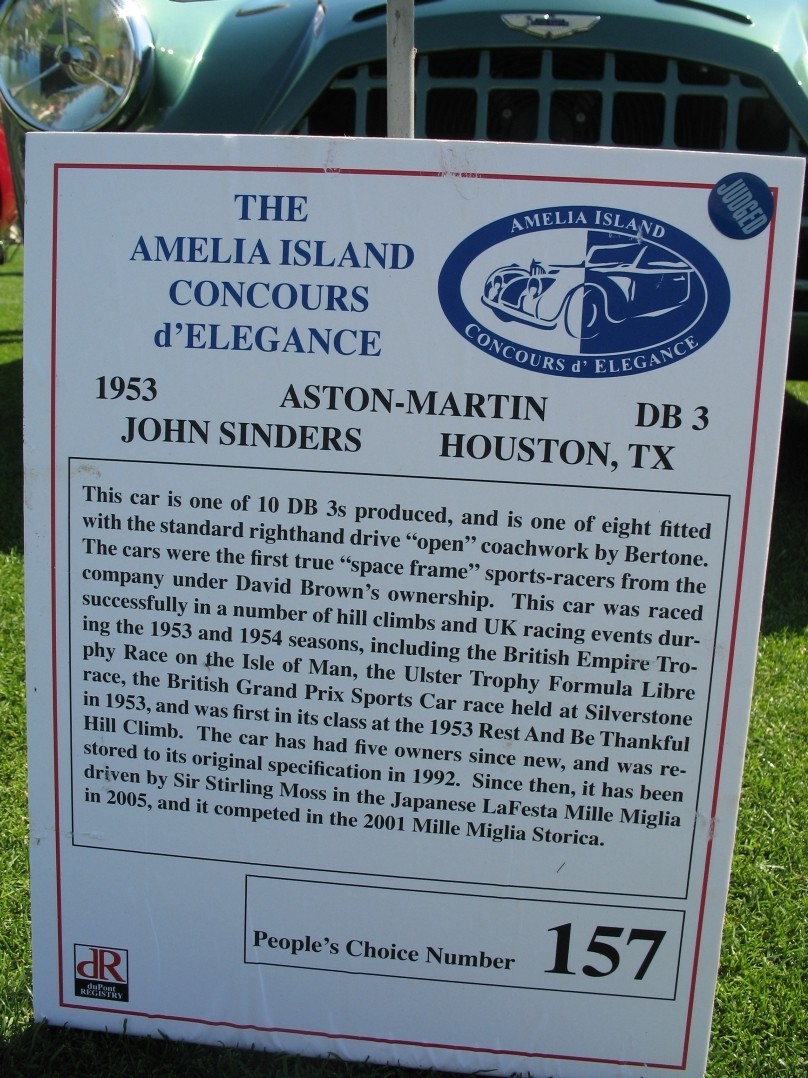 THE
AMELIA ISLAND
CONCOURS
d'ELEGANCE
AMELIA ISLAND
CONCOURS d' ELEGANCE
JUDGED
1953 ASTON-MARTIN DB 3
JOHN SINDERS HOUSTON, TX
This car is one of 10 DB 3s produced, and is one of eight fitted
with the standard righthand drive “open” coachwork by Bertone.
The cars were the first true “space frame” sports-racers from the
company under David Brown's ownership. This car was raced
successfully in a number of hill climbs and UK racing events dur-
ing the 1953 and 1954 seasons, including the British Empire Tro-
phy Race on the Isle of Man, the Ulster Trophy Formula Libre
race, the British Grand Prix Sports Car race held at Silverstone
in 1953, and was first in its class at the 1953 Rest And Be Thankful
Hill Climb. The car has had five owners since new, and was re-
stored to its original specification in 1992. Since then, it has been
driven by Sir Stirling Moss in the Japanese LaFesta Mille Miglia
in 2005, and it competed in the 2001 Mille Miglia Storica.
People's Choice Number 157
dR
duPont
REGISTRY